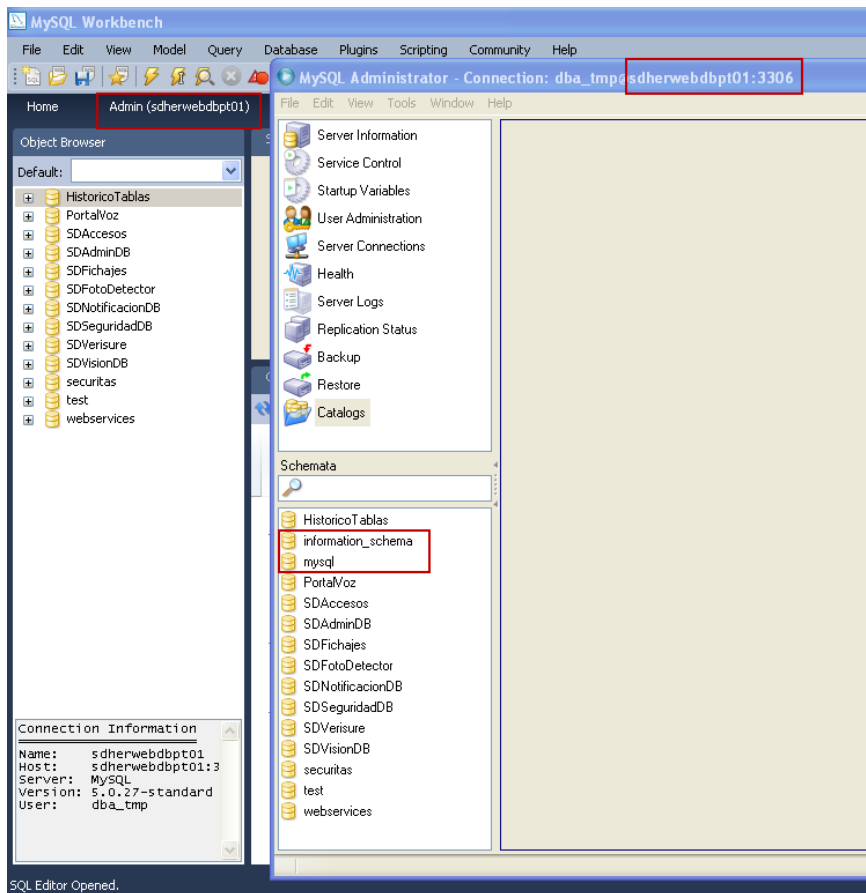 MySQL Workbench
File Edit View Model Query Database Plugins Scripting Community Help
MySQL Administrator - Connection: dba_tmp@sdherwebdbpt01:3306
Home Admin (sdherwebdbpt01)
File Edit View Tools Window Help
Object Browser
Default:
HistoricoTablas
PortalVoz
SDAccesos
SDAdminDB
SDFichajes
SDFotoDetector
SDNotificacionDB
SDSeguridadDB
SDVerisure
SDVisionDB
securitas
test
webservices
Connection Information
Name: sdherwebdbpt01
Host: sdherwebdbpt01:3
Server: MySQL
Version: 5.0.27-standard
User: dba_tmp
SQL Editor Opened.
Server Information
Service Control
Startup Variables
User Administration
Server Connections
Health
Server Logs
Replication Status
Backup
Restore
Catalogs
Schemata
HistoricoTablas
information_schema
mysql
PortalVoz
SDAccesos
SDAdminDB
SDFichajes
SDFotoDetector
SDNotificacionDB
SDSeguridadDB
SDVerisure
SDVisionDB
securitas
test
webservices